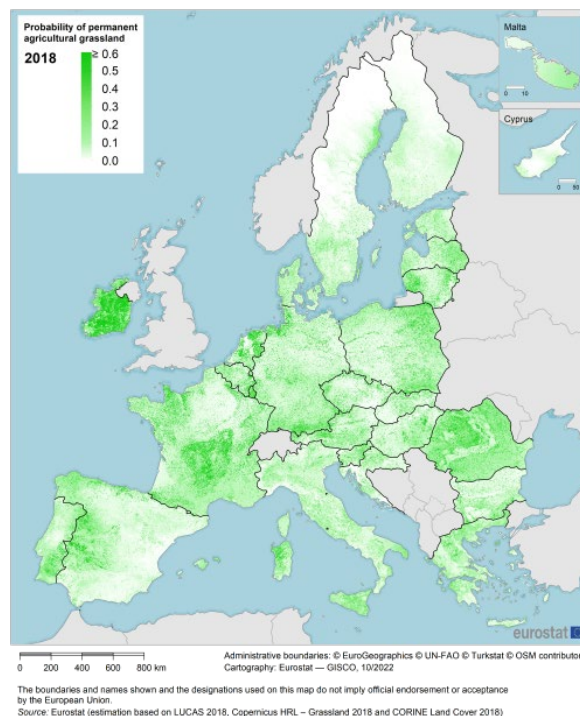 Probability of permanent
agricultural grassland
2018
≥ 0.6
0.5
0.4
0.3
0.2
0.1
0.0
Malta
0 10
Cyprus
0 50
eurostat
0 200 400 600 800 km
Administrative boundaries: © EuroGeographics © UN-FAO © Turkstat © OSM contributor
Cartography: Eurostat — GISCO, 10/2022
The boundaries and names shown and the designations used on this map do not imply official endorsement or acceptance
by the European Union.
Source: Eurostat (estimation based on LUCAS 2018, Copernicus HRL – Grassland 2018 and CORINE Land Cover 2018)